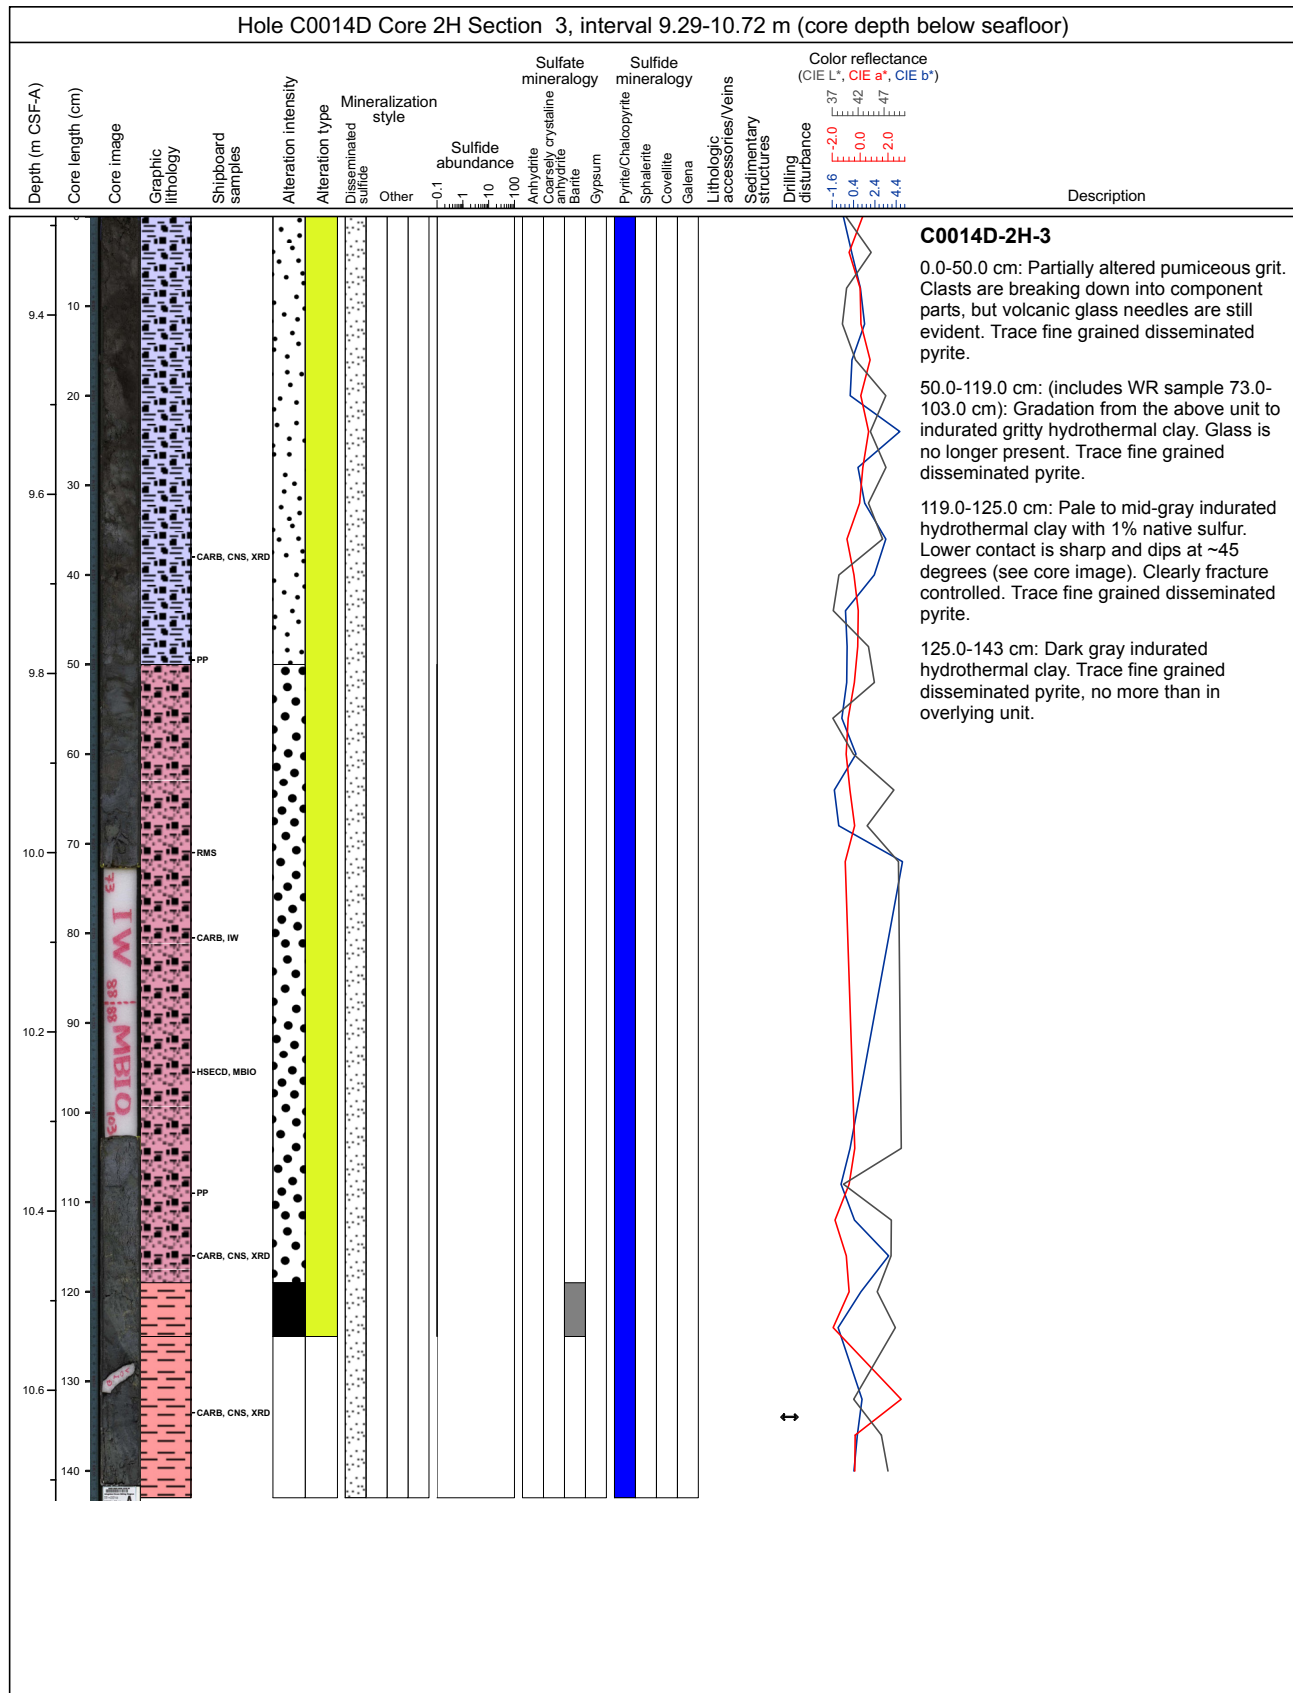 Hole C0014D Core 2H Section 3, interval 9.29-10.72 m (core depth below seafloor)
Depth (m CSF-A)
Core length (cm)
Core image
Graphic
lithology
Shipboard
samples
Alteration intensity
Alteration type
Mineralization
style
Disseminated
sulfide
Other
Sulfide
abundance
0.1
1
10
100
Sulfate
mineralogy
Anhydrite
Coarsely crystaline
anhydrite
Barite
Gypsum
Sulfide
mineralogy
Pyrite/Chalcopyrite
Sphalerite
Covellite
Galena
Lithologic
accessories/Veins
Sedimentary
structures
Drilling
disturbance
Color reflectance
(CIE L*, CIE a*, CIE b*)
37
42
47
-2.0
0.0
2.0
-1.6
0.4
2.4
4.4
Description
C0014D-2H-3
0.0-50.0 cm: Partially altered pumiceous grit.
Clasts are breaking down into component
parts, but volcanic glass needles are still
evident. Trace fine grained disseminated
pyrite.
50.0-119.0 cm: (includes WR sample 73.0-
103.0 cm): Gradation from the above unit to
indurated gritty hydrothermal clay. Glass is
no longer present. Trace fine grained
disseminated pyrite.
119.0-125.0 cm: Pale to mid-gray indurated
hydrothermal clay with 1% native sulfur.
Lower contact is sharp and dips at ~45
degrees (see core image). Clearly fracture
controlled. Trace fine grained disseminated
pyrite.
125.0-143 cm: Dark gray indurated
hydrothermal clay. Trace fine grained
disseminated pyrite, no more than in
overlying unit.
9.4
9.6
9.8
10.0
10.2
10.4
10.6
0
10
20
30
40
50
60
70
80
90
100
110
120
130
140
73
IW
88
88
MBIO
103
CARB, CNS, XRD
PP
RMS
CARB, IW
HSECD, MBIO
PP
CARB, CNS, XRD
CARB, CNS, XRD